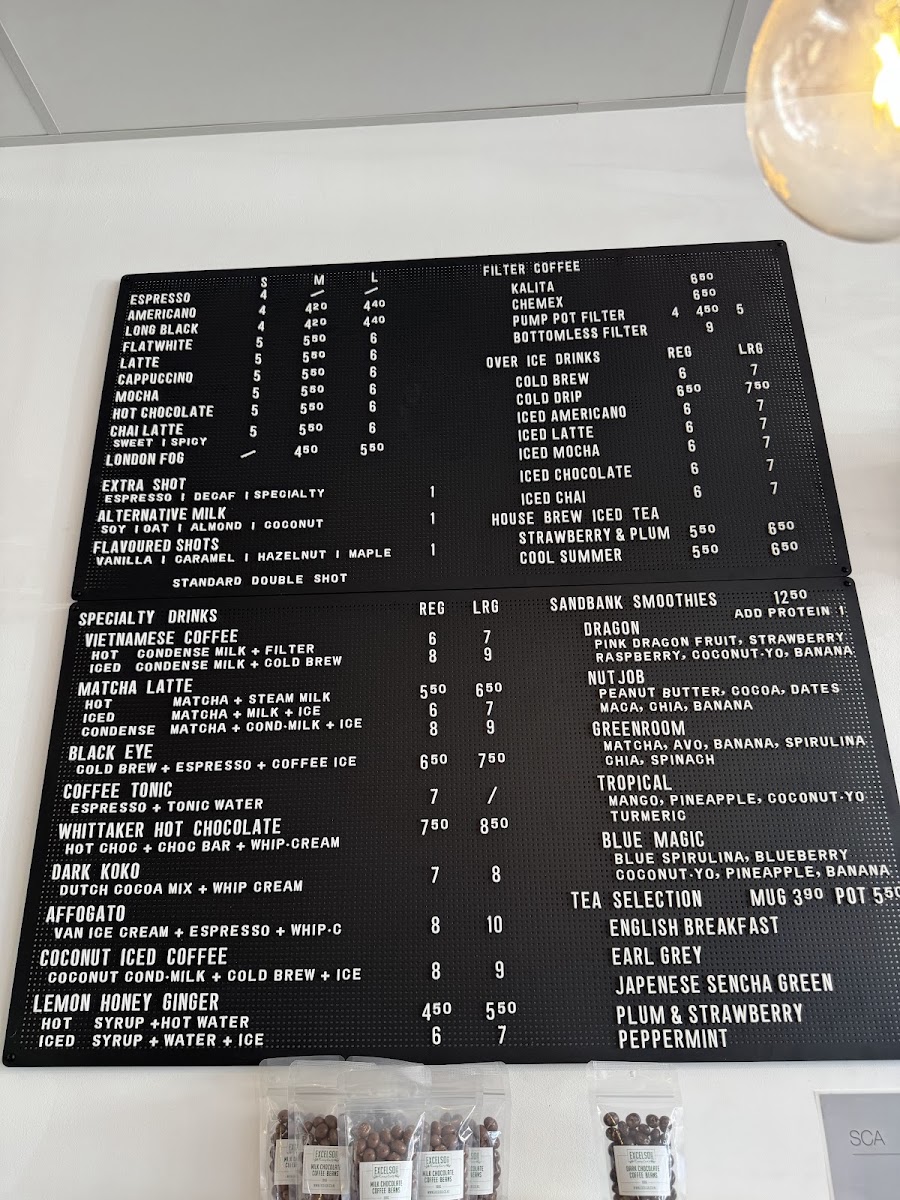 S M L
ESPRESSO 4 /
AMERICANO 4 4²⁰ 4⁴⁰
LONG BLACK 4 4²⁰ 4⁴⁰
FLATWHITE 5 5⁵⁰ 6
LATTE 5 5⁵⁰ 6
CAPPUCCINO 5 5⁵⁰ 6
MOCHA 5 5⁵⁰ 6
HOT CHOCOLATE 5 5⁵⁰ 6
CHAI LATTE 5 5⁵⁰ 6
SWEET | SPICY
LONDON FOG / 4⁵⁰ 5⁵⁰
EXTRA SHOT
ESPRESSO | DECAF | SPECIALTY 1
ALTERNATIVE MILK
SOY | OAT | ALMOND | COCONUT 1
FLAVOURED SHOTS
VANILLA | CARAMEL | HAZELNUT | MAPLE 1
STANDARD DOUBLE SHOT
FILTER COFFEE
KALITA 6⁵⁰
CHEMEX 6⁵⁰
PUMP POT FILTER 4 4⁵⁰ 5
BOTTOMLESS FILTER 9
OVER ICE DRINKS REG LRG
COLD BREW 6 7
COLD DRIP 6⁵⁰ 7⁵⁰
ICED AMERICANO 6 7
ICED LATTE 6 7
ICED MOCHA 6 7
ICED CHOCOLATE 6 7
ICED CHAI 6 7
HOUSE BREW ICED TEA
STRAWBERRY & PLUM 5⁵⁰ 6⁵⁰
COOL SUMMER 5⁵⁰ 6⁵⁰
SPECIALTY DRINKS REG LRG
VIETNAMESE COFFEE
HOT CONDENSE MILK + FILTER 6 7
ICED CONDENSE MILK + COLD BREW 8 9
MATCHA LATTE
HOT MATCHA + STEAM MILK 5⁵⁰ 6⁵⁰
ICED MATCHA + MILK + ICE 6 7
CONDENSE MATCHA + COND-MILK + ICE 8 9
BLACK EYE
COLD BREW + ESPRESSO + COFFEE ICE 6⁵⁰ 7⁵⁰
COFFEE TONIC
ESPRESSO + TONIC WATER 7 /
WHITTAKER HOT CHOCOLATE 7⁵⁰ 8⁵⁰
HOT CHOC + CHOC BAR + WHIP-CREAM
DARK KOKO
DUTCH COCOA MIX + WHIP CREAM 7 8
AFFOGATO
VAN ICE CREAM + ESPRESSO + WHIP-C 8 10
COCONUT ICED COFFEE
COCONUT COND-MILK + COLD BREW + ICE 8 9
LEMON HONEY GINGER
HOT SYRUP +HOT WATER 4⁵⁰ 5⁵⁰
ICED SYRUP + WATER + ICE 6 7
SANDBANK SMOOTHIES 12⁵⁰
ADD PROTEIN 1
DRAGON
PINK DRAGON FRUIT, STRAWBERRY
RASPBERRY, COCONUT-YO, BANANA
NUTJOB
PEANUT BUTTER, COCOA, DATES
MACA, CHIA, BANANA
GREENROOM
MATCHA, AVO, BANANA, SPIRULINA
CHIA, SPINACH
TROPICAL
MANGO, PINEAPPLE, COCONUT-YO
TURMERIC
BLUE MAGIC
BLUE SPIRULINA, BLUEBERRY
COCONUT-YO, PINEAPPLE, BANANA
TEA SELECTION MUG 3⁹⁰ POT 5⁵⁰
ENGLISH BREAKFAST
EARL GREY
JAPENESE SENCHA GREEN
PLUM & STRAWBERRY
PEPPERMINT
EXCELSO
MILK CHOCOLATE
COFFEE BEANS
EXCELSO
MILK CHOCOLATE
COFFEE BEANS
EXCELSO
MILK CHOCOLATE
COFFEE BEANS
EXCELSO
DARK CHOCOLATE
COFFEE BEANS
SCA